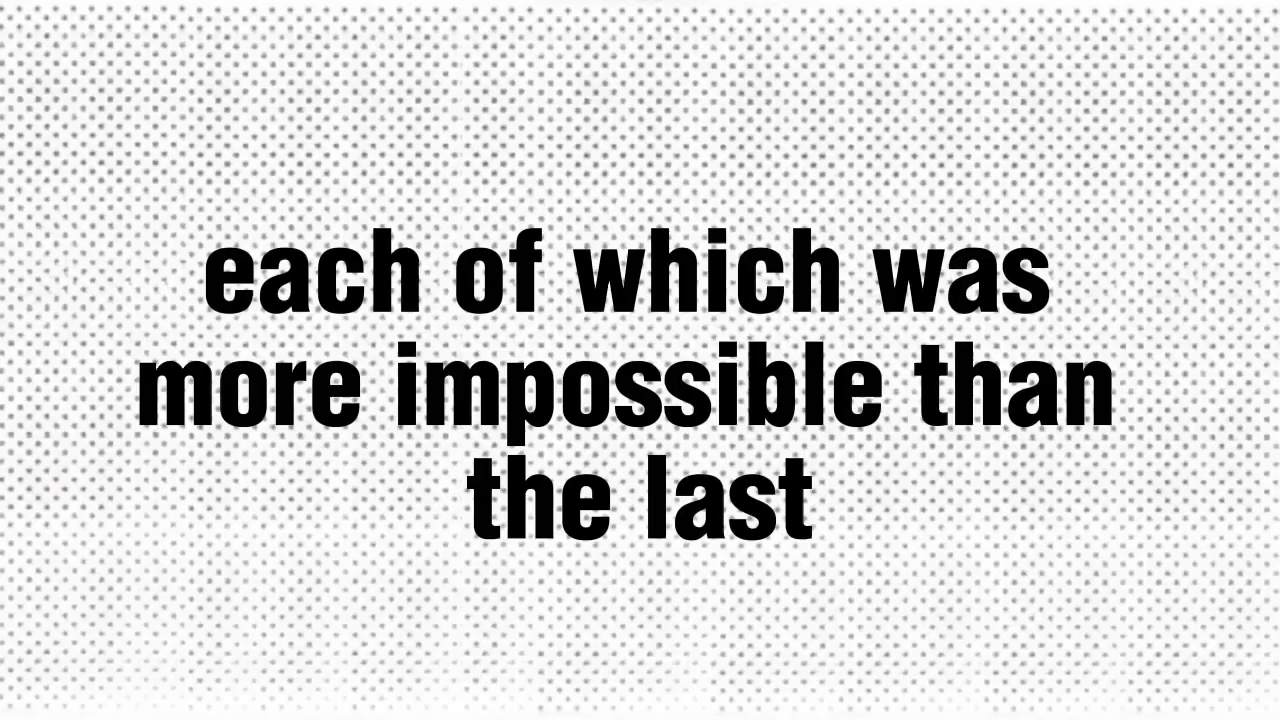 each of which was
more impossible than
the last